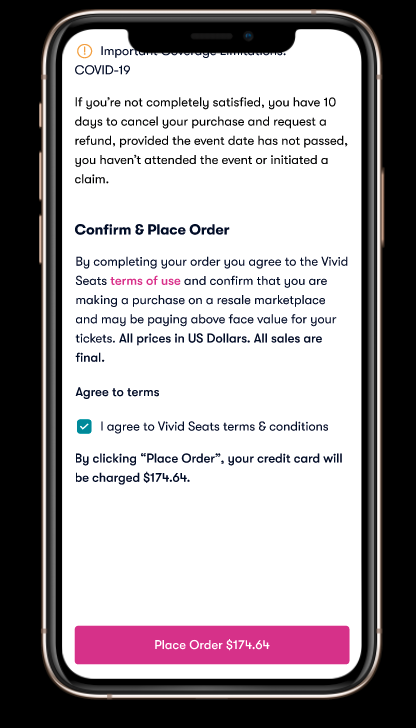 Important Coverage Limitations:
COVID-19
If you're not completely satisfied, you have 10
days to cancel your purchase and request a
refund, provided the event date has not passed,
you haven't attended the event or initiated a
claim.
Confirm & Place Order
By completing your order you agree to the Vivid
Seats terms of use and confirm that you are
making a purchase on a resale marketplace
and may be paying above face value for your
tickets. All prices in US Dollars. All sales are
final.
Agree to terms
I agree to Vivid Seats terms & conditions
By clicking “Place Order”, your credit card will
be charged $174.64.
Place Order $174.64